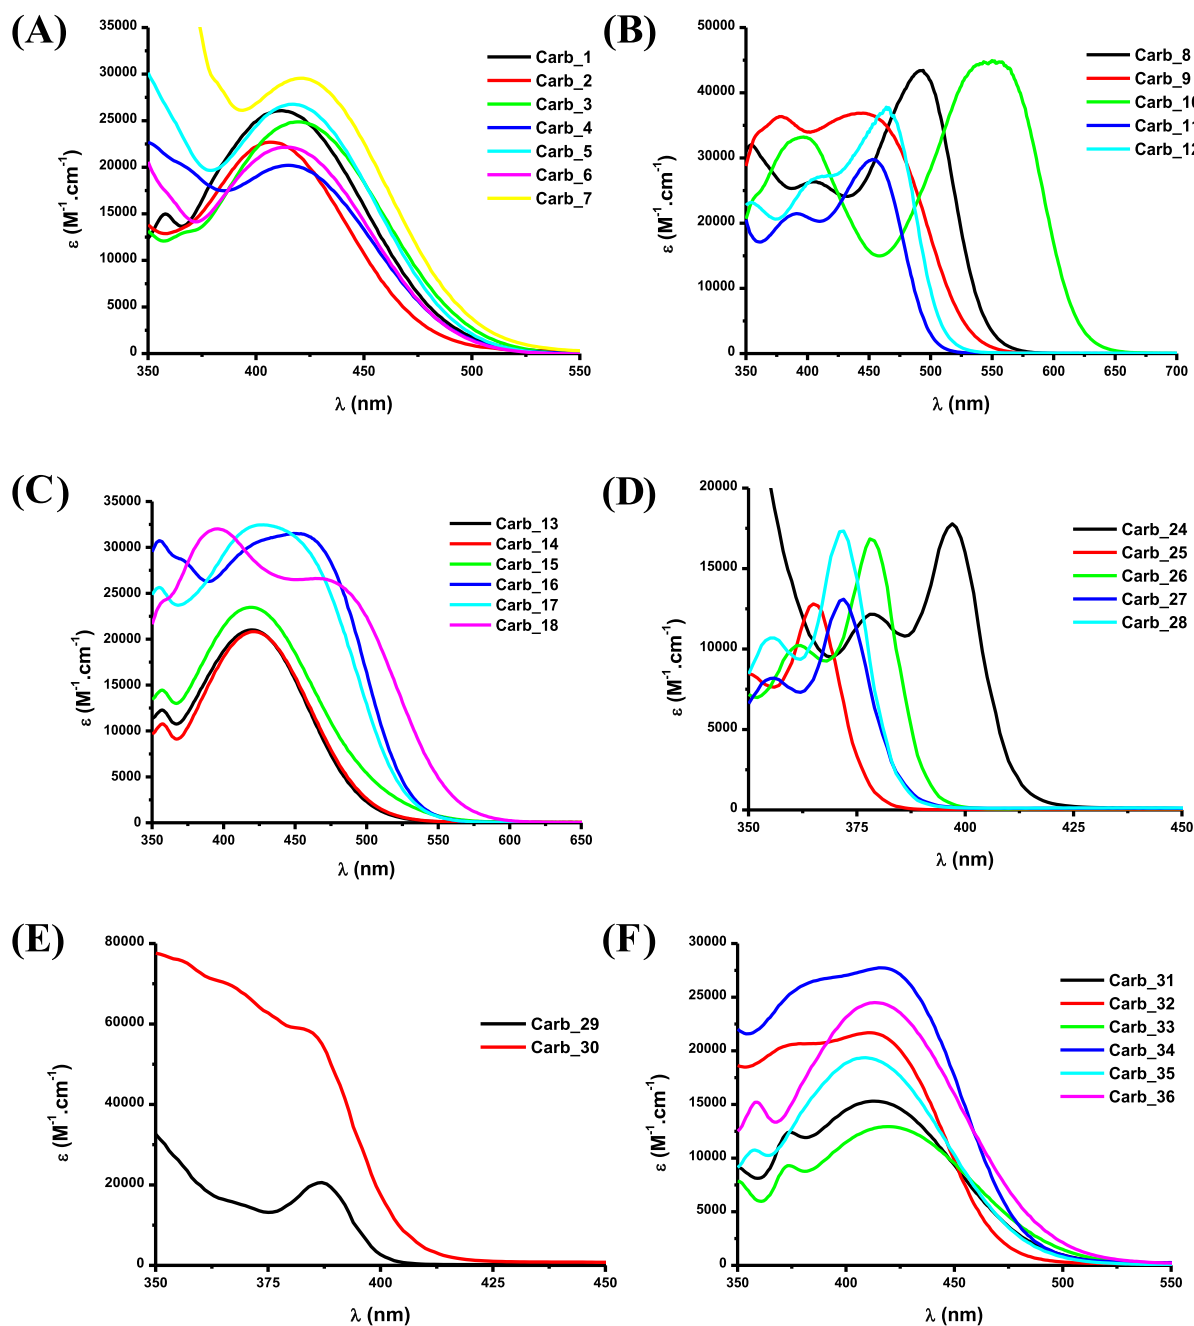 (A)
35000
30000
25000
20000
15000
10000
5000
0
350
400
450
500
550
ε (M⁻¹.cm⁻¹)
λ (nm)
Carb_1
Carb_2
Carb_3
Carb_4
Carb_5
Carb_6
Carb_7
(B)
50000
40000
30000
20000
10000
0
350
400
450
500
550
600
650
700
ε (M⁻¹.cm⁻¹)
λ (nm)
Carb_8
Carb_9
Carb_10
Carb_11
Carb_12
(C)
35000
30000
25000
20000
15000
10000
5000
0
350
400
450
500
550
600
650
ε (M⁻¹.cm⁻¹)
λ (nm)
Carb_13
Carb_14
Carb_15
Carb_16
Carb_17
Carb_18
(D)
20000
15000
10000
5000
0
350
375
400
425
450
ε (M⁻¹.cm⁻¹)
λ (nm)
Carb_24
Carb_25
Carb_26
Carb_27
Carb_28
(E)
80000
60000
40000
20000
0
350
375
400
425
450
ε (M⁻¹.cm⁻¹)
λ (nm)
Carb_29
Carb_30
(F)
30000
25000
20000
15000
10000
5000
0
350
400
450
500
550
ε (M⁻¹.cm⁻¹)
λ (nm)
Carb_31
Carb_32
Carb_33
Carb_34
Carb_35
Carb_36